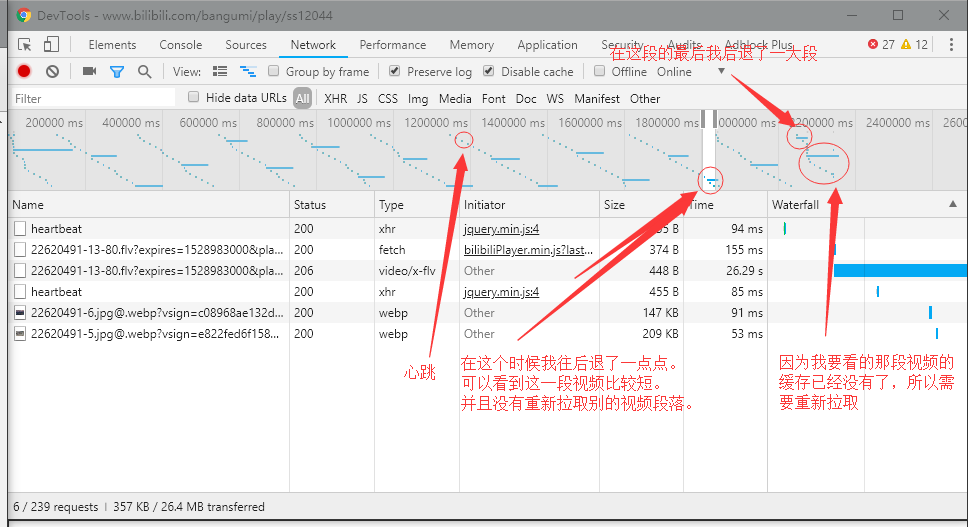 DevTools - www.bilibili.com/bangumi/play/ss12044
Elements Console Sources Network Performance Memory Application Security Audits Adblock Plus 27 12
在这段的最后我后退了一大段
View: Group by frame Preserve log Disable cache Offline Online
Filter Hide data URLs All XHR JS CSS Img Media Font Doc WS Manifest Other
200000 ms 400000 ms 600000 ms 800000 ms 1000000 ms 1200000 ms 1400000 ms 1600000 ms 1800000 ms 000000 ms 2200000 ms 2400000 ms 2600
Name Status Type Initiator Size Time Waterfall
heartbeat 200 xhr jquery.min.js:4 55 B 94 ms
22620491-13-80.flv?expires=1528983000&pla... 200 fetch bilibiliPlayer.min.js?last... 374 B 155 ms
22620491-13-80.flv?expires=1528983000&pla... 206 video/x-flv Other 448 B 26.29 s
heartbeat 200 xhr jquery.min.js:4 455 B 85 ms
22620491-6.jpg@.webp?vsign=c08968ae132d... 200 webp Other 147 KB 91 ms
22620491-5.jpg@.webp?vsign=e822fed6f158... 200 webp Other 209 KB 53 ms
心跳
在这个时候我往后退了一点点。
可以看到这一段视频比较短。
并且没有重新拉取别的视频段落。
因为我要看的那段视频的
缓存已经没有了，所以需
要重新拉取
6 / 239 requests | 357 KB / 26.4 MB transferred